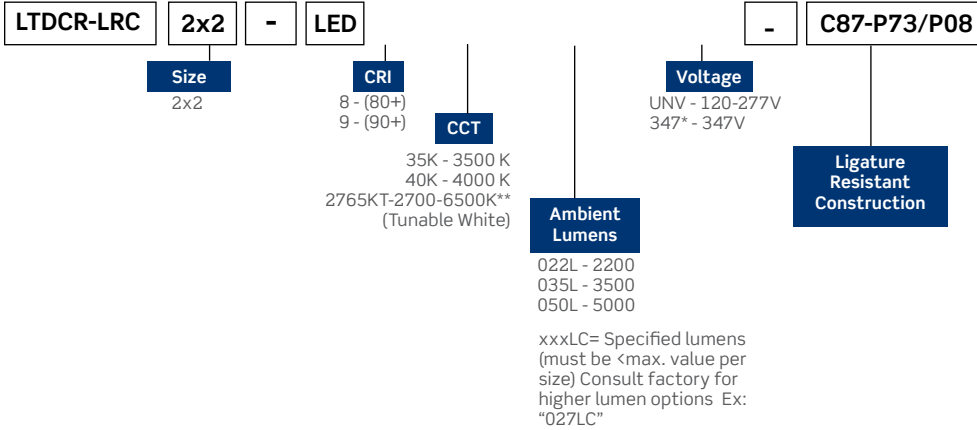 LTDCR-LRC 2x2 - LED - C87-P73/P08
Size
2x2
CRI
8 - (80+)
9 - (90+)
CCT
35K - 3500 K
40K - 4000 K
2765KT-2700-6500K**
(Tunable White)
Ambient
Lumens
022L - 2200
035L - 3500
050L - 5000
xxxLC= Specified lumens
(must be <max. value per
size) Consult factory for
higher lumen options Ex:
“027LC”
Voltage
UNV - 120-277V
347* - 347V
Ligature
Resistant
Construction